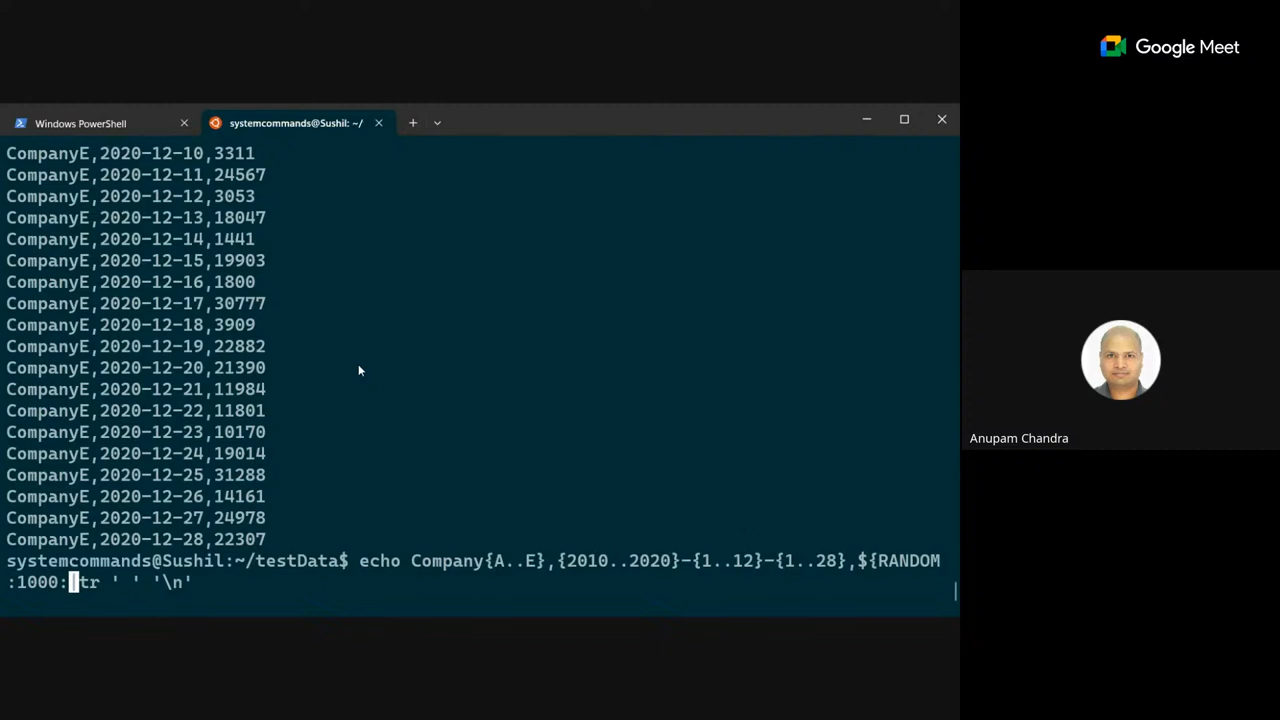 Google Meet
Windows PowerShell
systemcommands@Sushil: ~/
CompanyE,2020-12-10,3311
CompanyE,2020-12-11,24567
CompanyE,2020-12-12,3053
CompanyE,2020-12-13,18047
CompanyE,2020-12-14,1441
CompanyE,2020-12-15,19903
CompanyE,2020-12-16,1800
CompanyE,2020-12-17,30777
CompanyE,2020-12-18,3909
CompanyE,2020-12-19,22882
CompanyE,2020-12-20,21390
CompanyE,2020-12-21,11984
CompanyE,2020-12-22,11801
CompanyE,2020-12-23,10170
CompanyE,2020-12-24,19014
CompanyE,2020-12-25,31288
CompanyE,2020-12-26,14161
CompanyE,2020-12-27,24978
CompanyE,2020-12-28,22307
systemcommands@Sushil:~/testData$ echo Company{A..E},{2010..2020}-{1..12}-{1..28},${RANDOM
:1000:|tr ' ' '\n'
Anupam Chandra